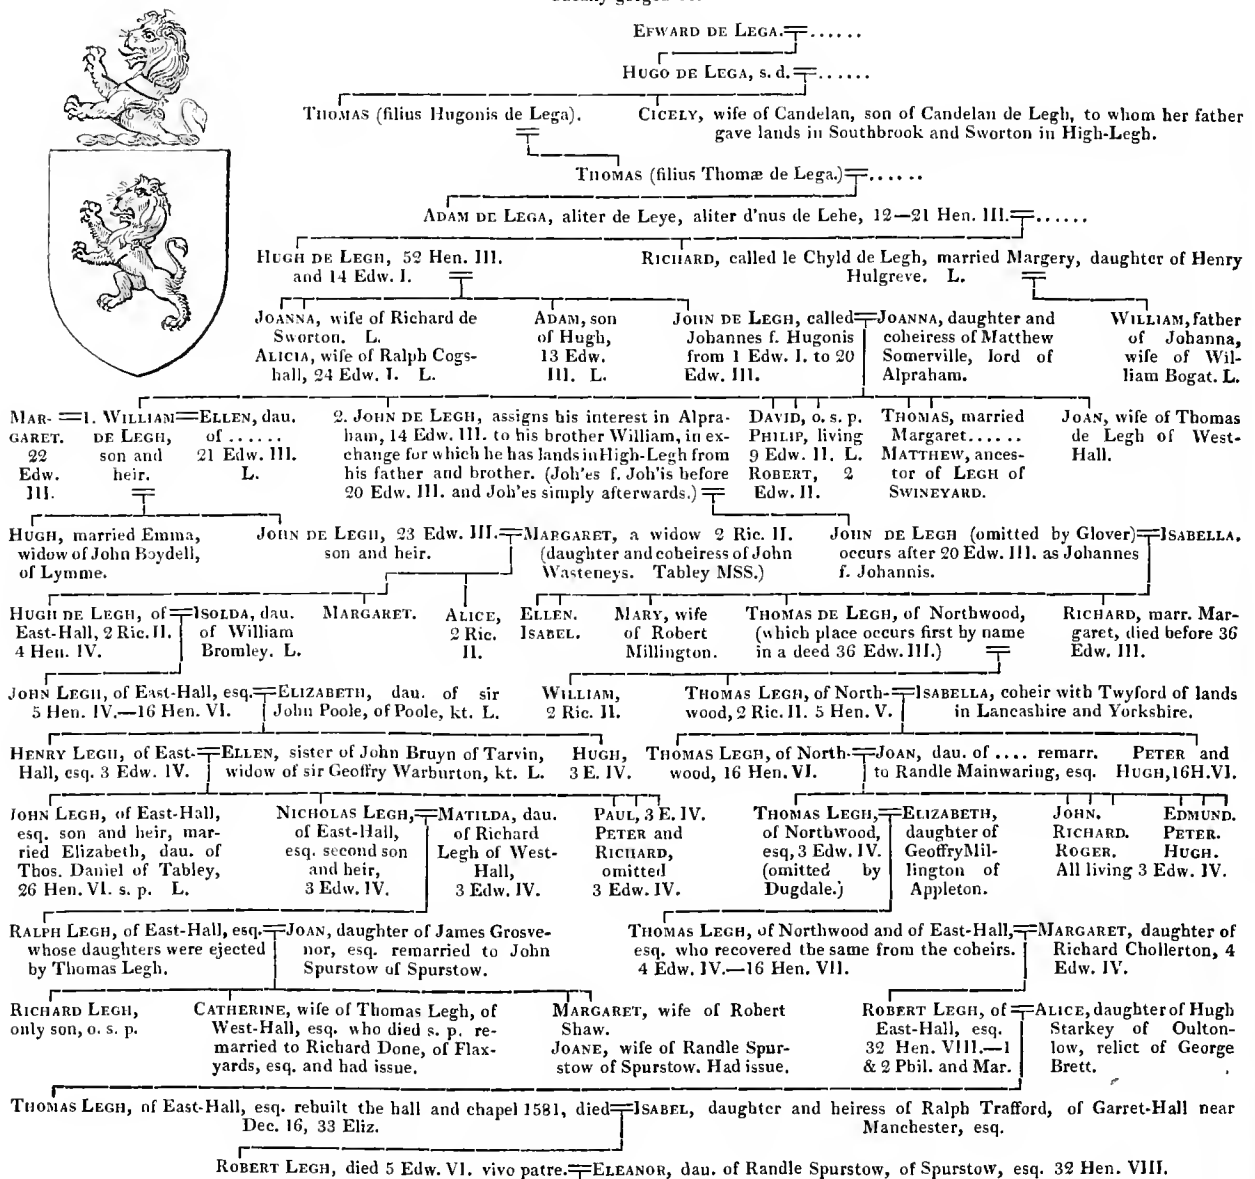 EFWARD DE LEGA.╤......
HUGO DE LEGA, s. d.╤......
THOMAS (filius Hugonis de Lega).
CICELY, wife of Candelan, son of Candelan de Legh, to whom her father
gave lands in Southbrook and Sworton in High-Legh.
THOMAS (filius Thomæ de Lega.)╤......
ADAM DE LEGA, aliter de Leye, aliter d'nus de Lehe, 12—21 Hen. III.╤......
HUGH DE LEGH, 52 Hen. III.
and 14 Edw. I.
RICHARD, called le Chyld de Legh, married Margery, daughter of Henry
Hulgreve. L.
JOANNA, wife of Richard de
Sworton. L.
ALICIA, wife of Ralph Cogs-
hall, 24 Edw. I. L.
ADAM, son
of Hugh,
13 Edw.
III. L.
JOHN DE LEGH, called
Johannes f. Hugonis
from 1 Edw. I. to 20
Edw. III.
JOANNA, daughter and
coheiress of Matthew
Somerville, lord of
Alpraham.
WILLIAM, father
of Johanna,
wife of Wil-
liam Bogat. L.
MAR-
GARET.
22
Edw.
III.
1. WILLIAM
DE LEGH,
son and
heir.
ELLEN, dau.
of ......
21 Edw. III.
L.
2. JOHN DE LEGH, assigns his interest in Alpra-
ham, 14 Edw. III. to his brother William, in ex-
change for which he has lands in High-Legh from
his father and brother. (Joh'es f. Joh'is before
20 Edw. III. and Joh'es simply afterwards.)
DAVID, o. s. p.
PHILIP, living
9 Edw. II. L.
ROBERT, 2
Edw. II.
THOMAS, married
Margaret......
MATTHEW, ances-
tor of LEGH of
SWINEYARD.
JOAN, wife of Thomas
de Legh of West-
Hall.
HUGH, married Emma,
widow of John Boydell,
of Lymme.
JOHN DE LEGH, 23 Edw. III.
son and heir.
MARGARET, a widow 2 Ric. II.
(daughter and coheiress of John
Wasteneys. Tabley MSS.)
JOHN DE LEGH (omitted by Glover)
occurs after 20 Edw. III. as Johannes
f. Johannis.
ISABELLA.
HUGH DE LEGH, of
East-Hall, 2 Ric. II.
4 Hen. IV.
ISOLDA, dau.
of William
Bromley. L.
MARGARET.
ALICE,
2 Ric.
II.
ELLEN.
ISABEL.
MARY, wife
of Robert
Millington.
THOMAS DE LEGH, of Northwood,
(which place occurs first by name
in a deed 36 Edw. III.)
RICHARD, marr. Mar-
garet, died before 36
Edw. III.
JOHN LEGH, of East-Hall, esq.
5 Hen. IV.—16 Hen. VI.
ELIZABETH, dau. of sir
John Poole, of Poole, kt. L.
WILLIAM,
2 Ric. II.
THOMAS LEGH, of North-
wood, 2 Ric. II. 5 Hen. V.
ISABELLA, coheir with Twyford of lands
in Lancashire and Yorkshire.
HENRY LEGH, of East-
Hall, esq. 3 Edw. IV.
ELLEN, sister of John Bruyn of Tarvin,
widow of sir Geoffry Warburton, kt. L.
HUGH,
3 E. IV.
THOMAS LEGH, of North-
wood, 16 Hen. VI.
JOAN, dau. of .... remarr.
to Randle Mainwaring, esq.
PETER and
HUGH, 16 H. VI.
JOHN LEGH, of East-Hall,
esq. son and heir, mar-
ried Elizabeth, dau. of
Thos. Daniel of Tabley,
26 Hen. VI. s. p. L.
NICHOLAS LEGH,
of East-Hall,
esq. second son
and heir,
3 Edw. IV.
MATILDA, dau.
of Richard
Legh of West-
Hall,
3 Edw. IV.
PAUL, 3 E. IV.
PETER and
RICHARD,
omitted
3 Edw. IV.
THOMAS LEGH,
of Northwood,
esq, 3 Edw. IV.
(omitted by
Dugdale.)
ELIZABETH,
daughter of
Geoffry Mil-
lington of
Appleton.
JOHN.
RICHARD.
ROGER.
EDMUND.
PETER.
HUGH.
All living 3 Edw. IV.
RALPH LEGH, of East-Hall, esq.
whose daughters were ejected
by Thomas Legh.
JOAN, daughter of James Grosve-
nor, esq. remarried to John
Spurstow of Spurstow.
THOMAS LEGH, of Northwood and of East-Hall,
esq. who recovered the same from the coheirs.
4 Edw. IV.—16 Hen. VII.
MARGARET, daughter of
Richard Chollerton, 4
Edw. IV.
RICHARD LEGH,
only son, o. s. p.
CATHERINE, wife of Thomas Legh, of
West-Hall, esq. who died s. p. re-
married to Richard Done, of Flax-
yards, esq. and had issue.
MARGARET, wife of Robert
Shaw.
JOANE, wife of Randle Spur-
stow of Spurstow. Had issue.
ROBERT LEGH, of
East-Hall, esq.
32 Hen. VIII.—1
& 2 Phil. and Mar.
ALICE, daughter of Hugh
Starkey of Oulton-
low, relict of George
Brett.
THOMAS LEGH, of East-Hall, esq. rebuilt the hall and chapel 1581, died
Dec. 16, 33 Eliz.
ISABEL, daughter and heiress of Ralph Trafford, of Garret-Hall near
Manchester, esq.
ROBERT LEGH, died 5 Edw. VI. vivo patre.╤ELEANOR, dau. of Randle Spurstow, of Spurstow, esq. 32 Hen. VIII.